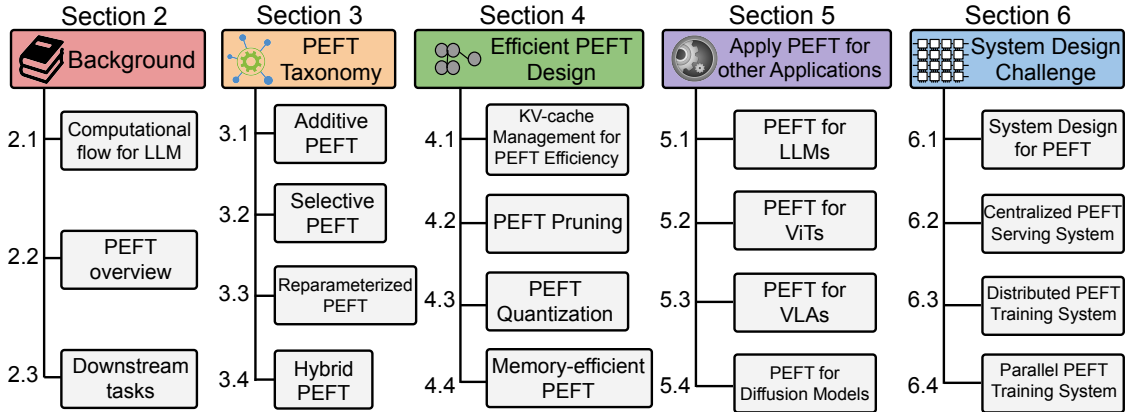 Section 2
Background
2.1
Computational
flow for LLM
2.2
PEFT
overview
2.3
Downstream
tasks
Section 3
PEFT
Taxonomy
3.1
Additive
PEFT
3.2
Selective
PEFT
3.3
Reparameterized
PEFT
3.4
Hybrid
PEFT
Section 4
Efficient PEFT
Design
4.1
KV-cache
Management for
PEFT Efficiency
4.2
PEFT Pruning
4.3
PEFT
Quantization
4.4
Memory-efficient
PEFT
Section 5
Apply PEFT for
other Applications
5.1
PEFT for
LLMs
5.2
PEFT for
ViTs
5.3
PEFT for
VLAs
5.4
PEFT for
Diffusion Models
Section 6
System Design
Challenge
6.1
System Design
for PEFT
6.2
Centralized PEFT
Serving System
6.3
Distributed PEFT
Training System
6.4
Parallel PEFT
Training System